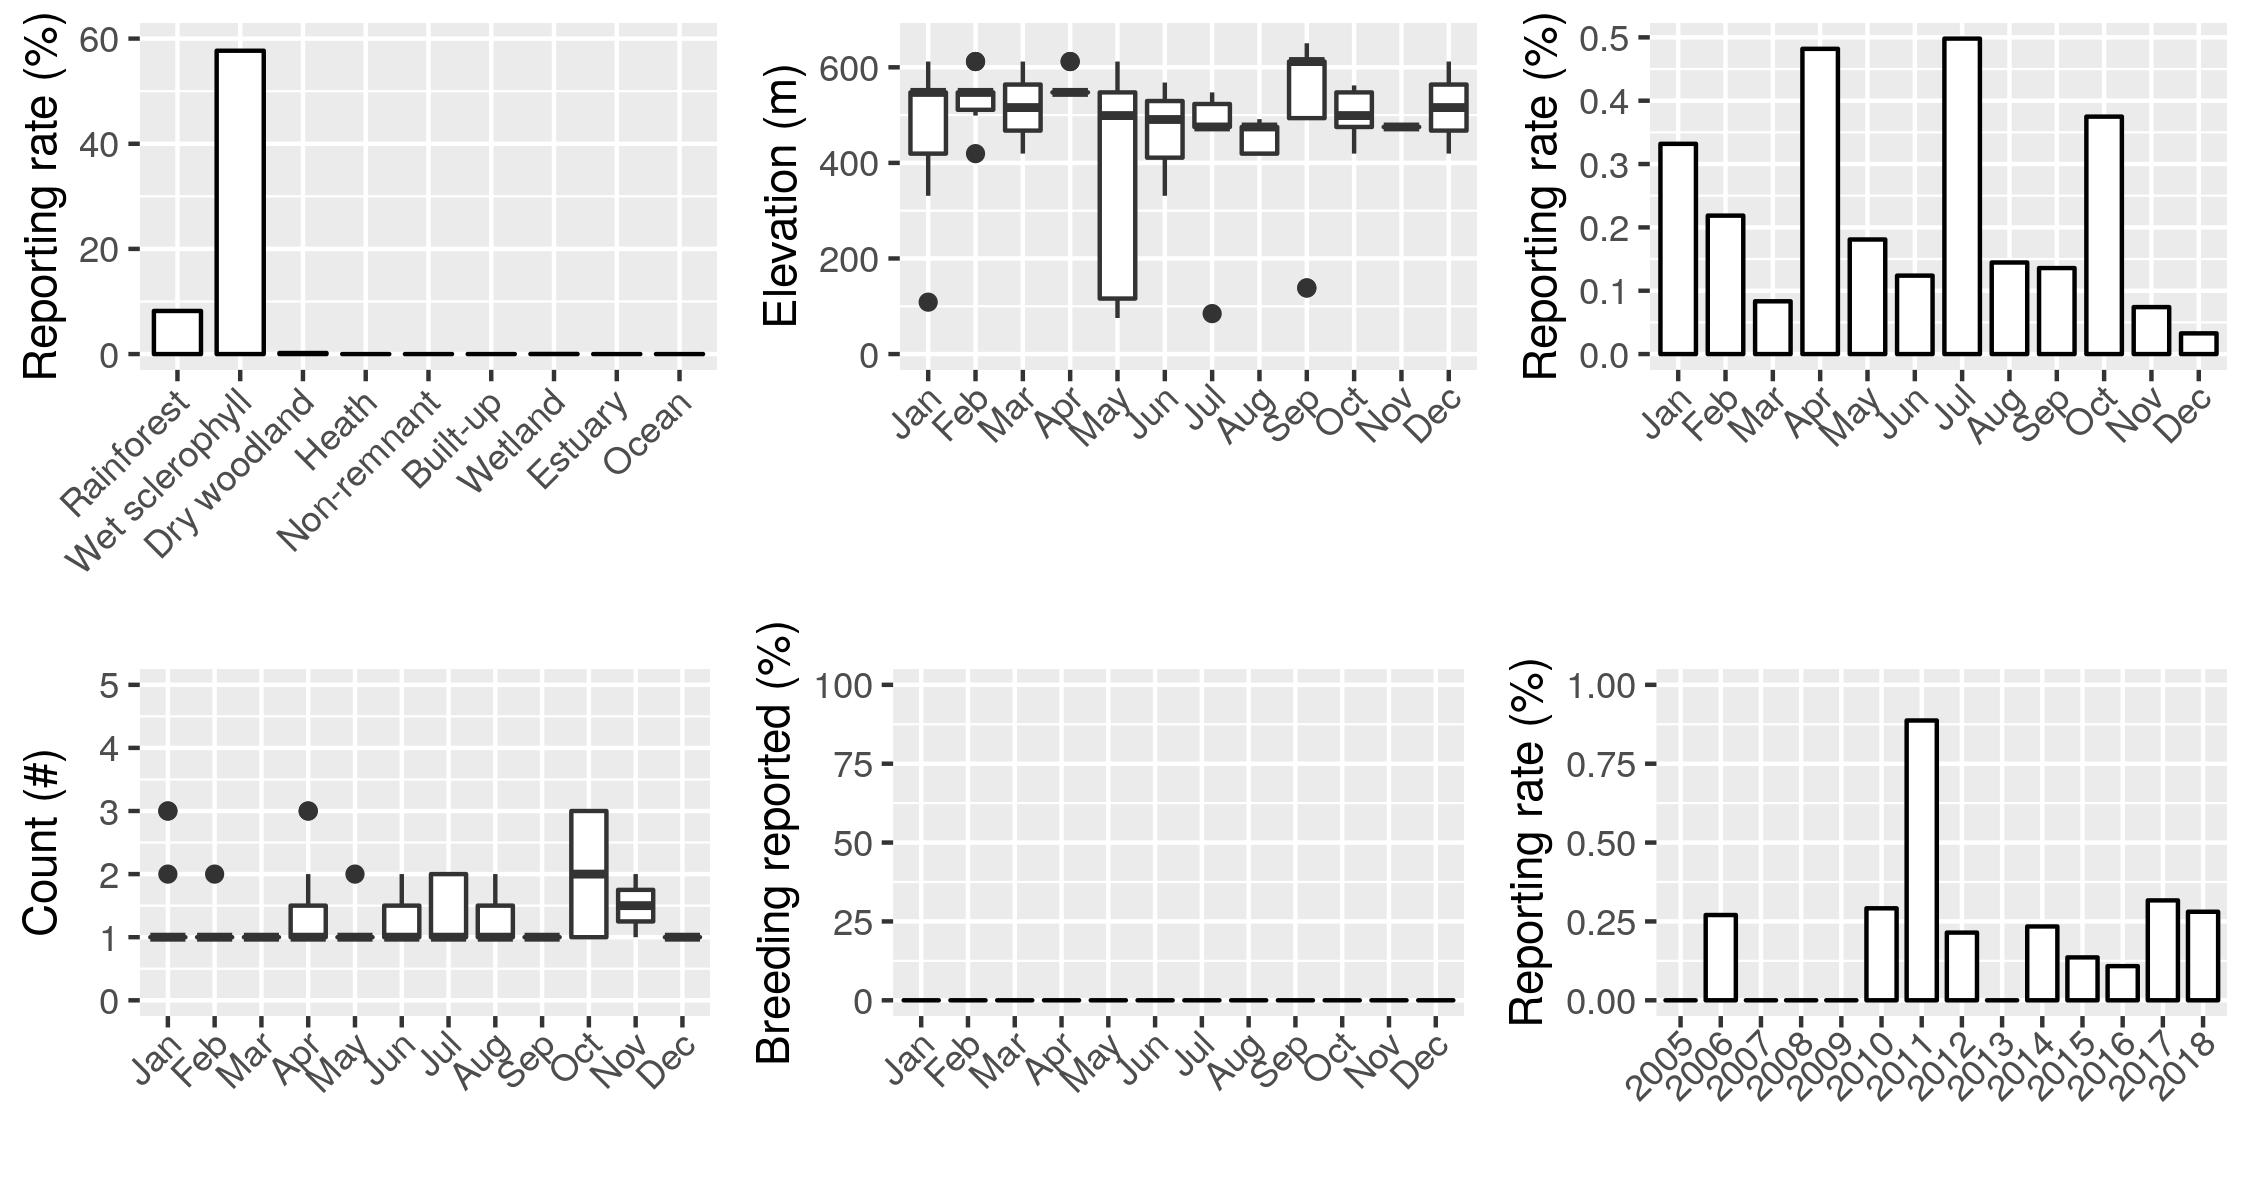 Reporting rate (%)
60
40
20
0
Rainforest
Wet sclerophyll
Dry woodland
Heath
Non-remnant
Built-up
Wetland
Estuary
Ocean
Elevation (m)
600
400
200
0
Jan
Feb
Mar
Apr
May
Jun
Jul
Aug
Sep
Oct
Nov
Dec
Reporting rate (%)
0.5
0.4
0.3
0.2
0.1
0.0
Jan
Feb
Mar
Apr
May
Jun
Jul
Aug
Sep
Oct
Nov
Dec
Count (#)
5
4
3
2
1
0
Jan
Feb
Mar
Apr
May
Jun
Jul
Aug
Sep
Oct
Nov
Dec
Breeding reported (%)
100
75
50
25
0
Jan
Feb
Mar
Apr
May
Jun
Jul
Aug
Sep
Oct
Nov
Dec
Reporting rate (%)
1.00
0.75
0.50
0.25
0.00
2005
2006
2007
2008
2009
2010
2011
2012
2013
2014
2015
2016
2017
2018